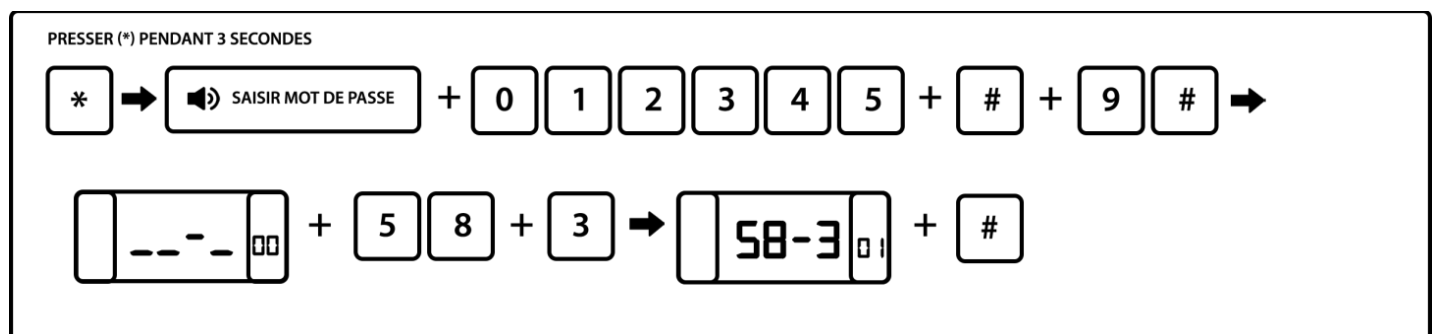 PRESSER (*) PENDANT 3 SECONDES
* SAISIR MOT DE PASSE + 0 1 2 3 4 5 + # + 9 #
__-_ 00 + 5 8 + 3 58-3 01 + #